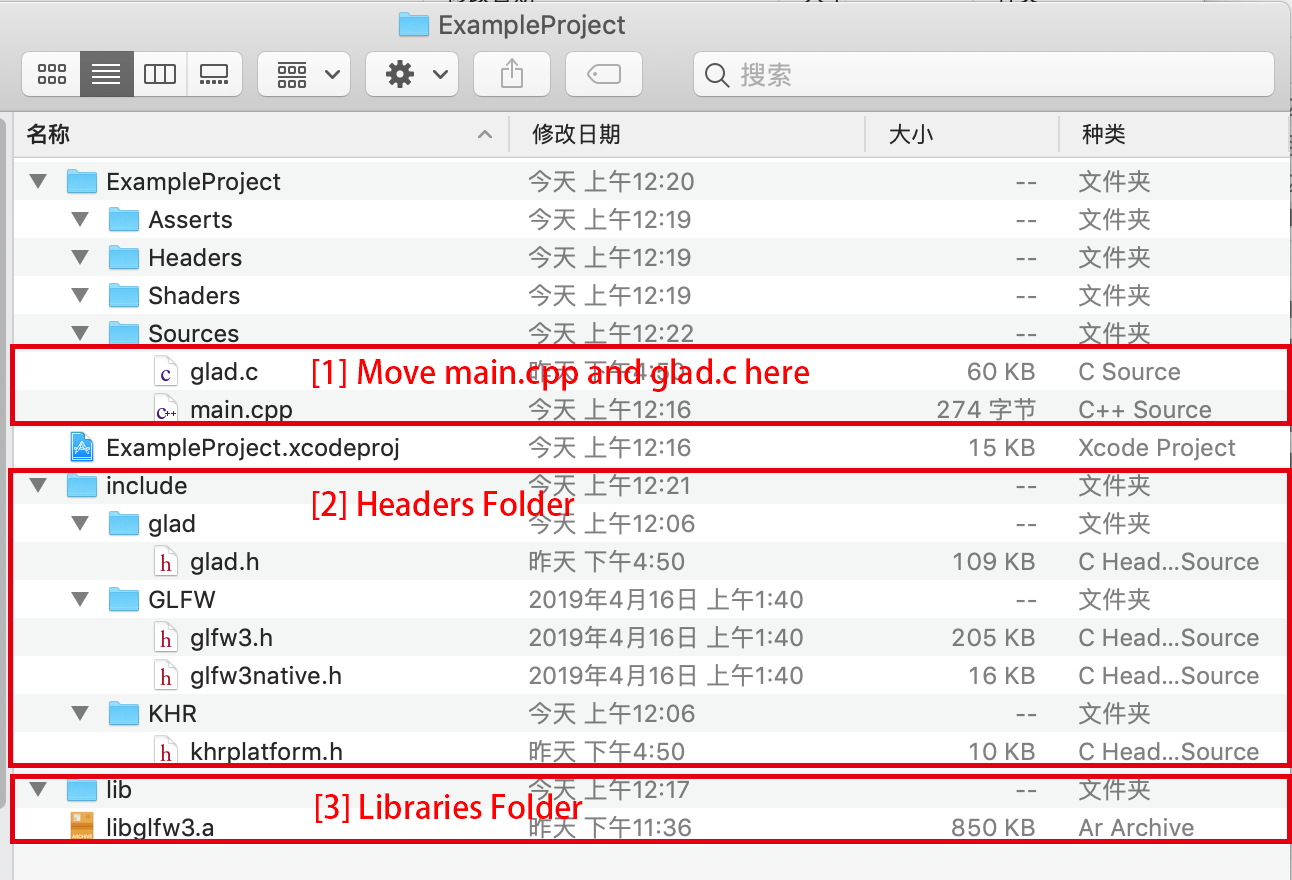 ExampleProject
搜索
名称 修改日期 大小 种类
ExampleProject 今天 上午12:20 -- 文件夹
Asserts 今天 上午12:19 -- 文件夹
Headers 今天 上午12:19 -- 文件夹
Shaders 今天 上午12:19 -- 文件夹
Sources 今天 上午12:22 -- 文件夹
glad.c 昨天 下午4:50 60 KB C Source
[1] Move main.cpp and glad.c here
main.cpp 今天 上午12:16 274 字节 C++ Source
ExampleProject.xcodeproj 今天 上午12:16 15 KB Xcode Project
include 今天 上午12:21 -- 文件夹
[2] Headers Folder
glad 今天 上午12:06 -- 文件夹
glad.h 昨天 下午4:50 109 KB C Head...Source
GLFW 2019年4月16日 上午1:40 -- 文件夹
glfw3.h 2019年4月16日 上午1:40 205 KB C Head...Source
glfw3native.h 2019年4月16日 上午1:40 16 KB C Head...Source
KHR 今天 上午12:06 -- 文件夹
khrplatform.h 昨天 下午4:50 10 KB C Head...Source
lib 今天 上午12:17 -- 文件夹
[3] Libraries Folder
libglfw3.a 昨天 下午11:36 850 KB Ar Archive